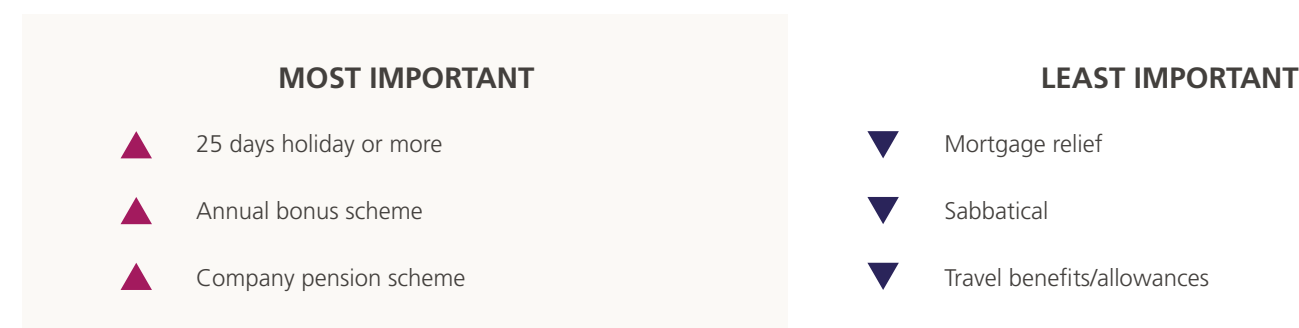 MOST IMPORTANT
25 days holiday or more
Annual bonus scheme
Company pension scheme
LEAST IMPORTANT
Mortgage relief
Sabbatical
Travel benefits/allowances